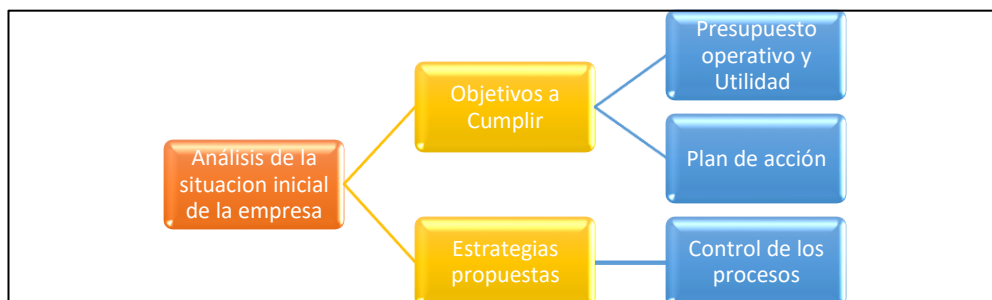 Presupuesto
operativo y
Utilidad
Objetivos a
Cumplir
Plan de acción
Análisis de la
situacion inicial
de la empresa
Estrategias
propuestas
Control de los
procesos